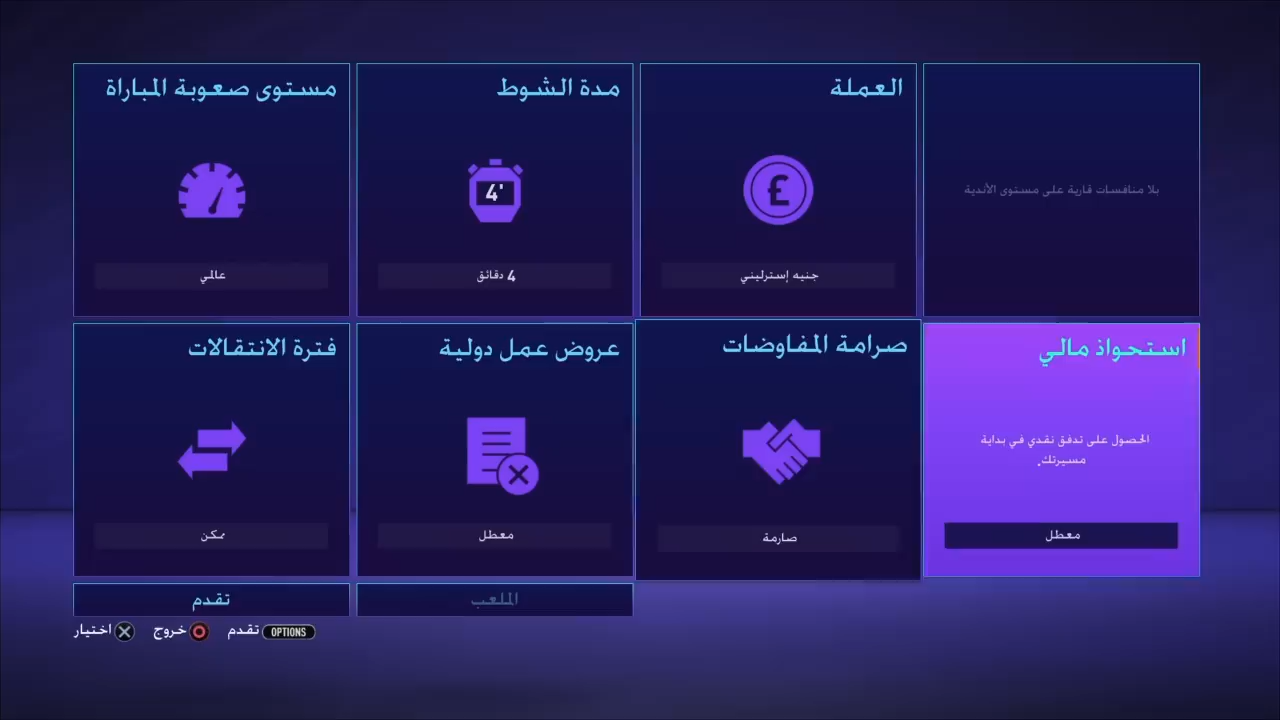 مستوى صعوبة المباراة
عالمي
مدة الشوط
4'
4 دقائق
العملة
£
جنيه إسترليني
بلا منافسات قارية على مستوى الأندية
فترة الانتقالات
ممكن
عروض عمل دولية
معطل
صرامة المفاوضات
صارمة
استحواذ مالي
الحصول على تدفق نقدي في بداية
مسيرتك.
معطل
تقدم
الملعب
اختيار
خروج
تقدم OPTIONS